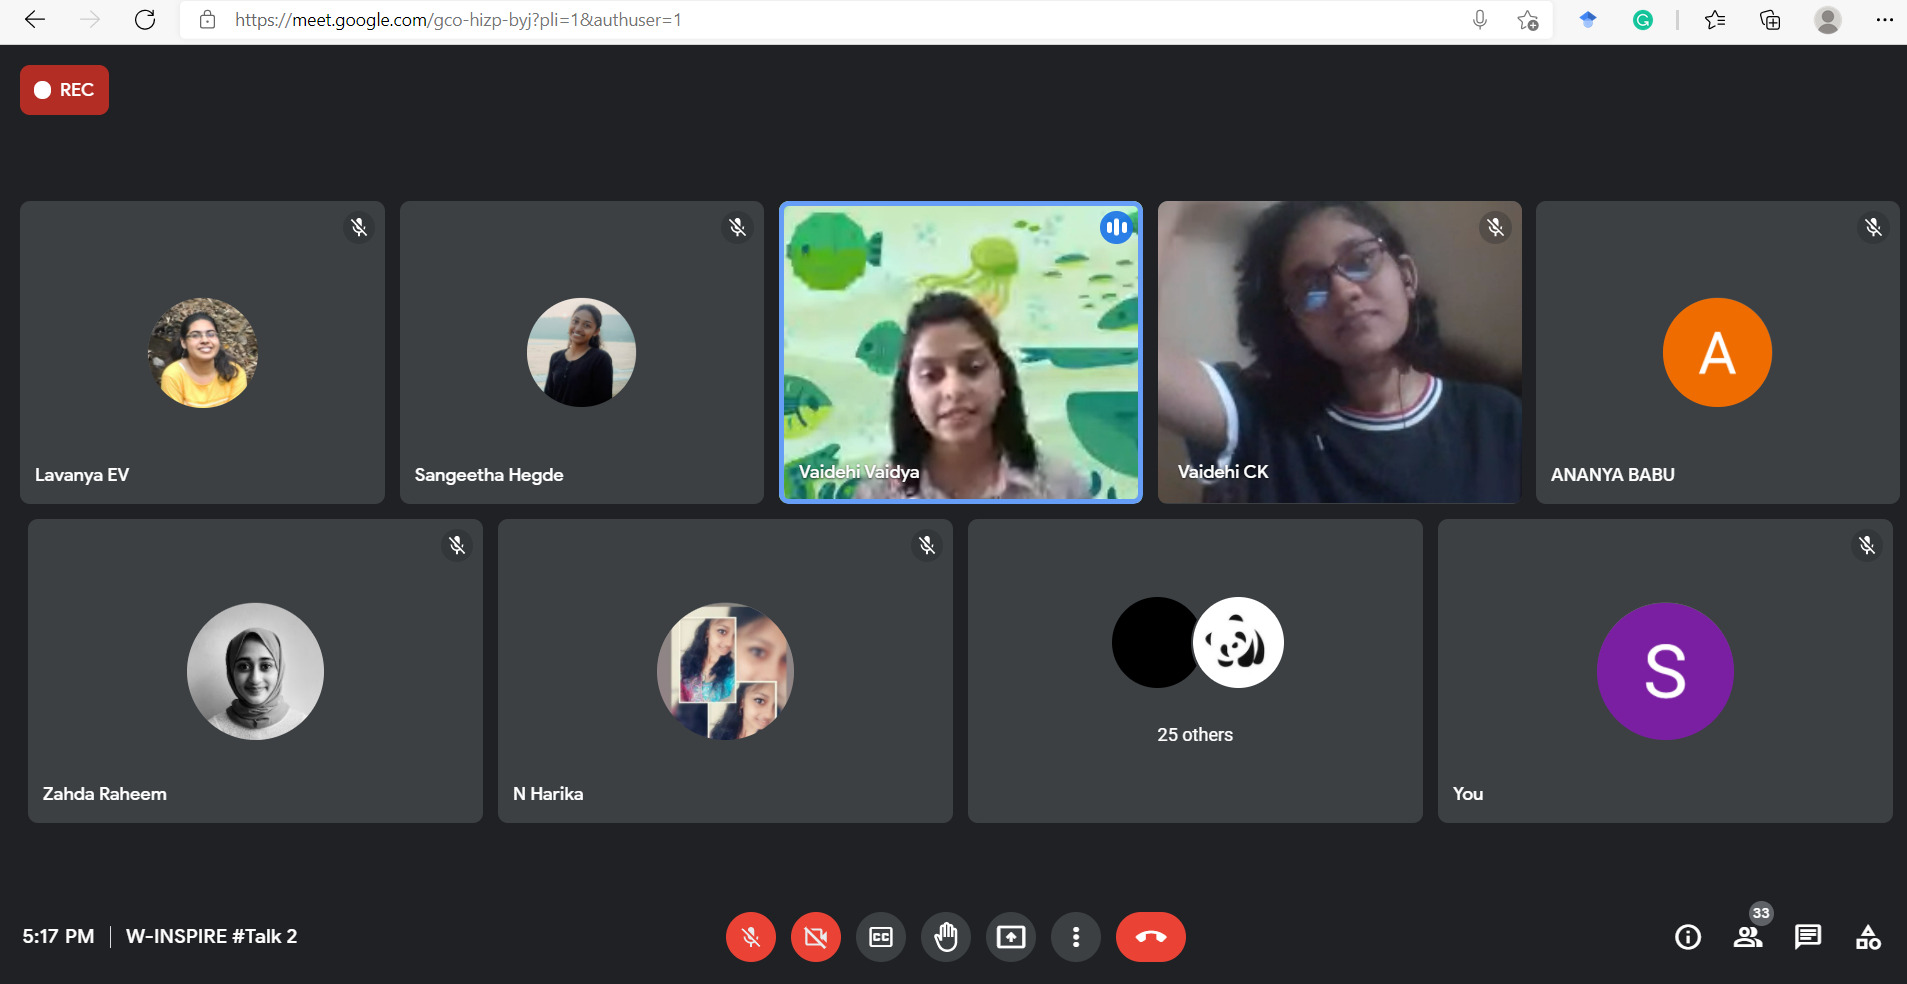 https://meet.google.com/gco-hizp-byj?pli=1&authuser=1
REC
Lavanya EV
Sangeetha Hegde
Vaidehi Vaidya
Vaidehi CK
A
ANANYA BABU
Zahda Raheem
N Harika
25 others
S
You
5:17 PM | W-INSPIRE #Talk 2
CC
33